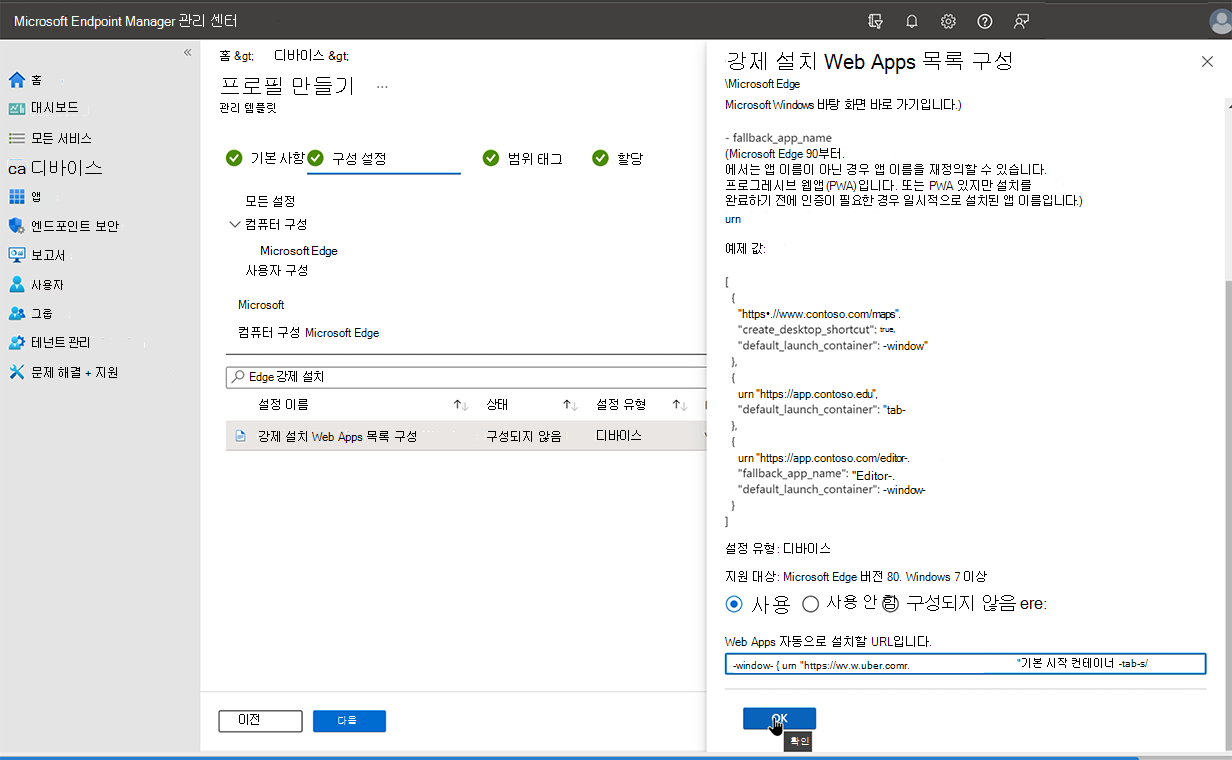 Microsoft Endpoint Manager 관리 센터
«
홈
대시보드
모든 서비스
ca 디바이스
앱
엔드포인트 보안
보고서
사용자
그룹
테넌트 관리
문제 해결 + 지원
홈 &gt; 디바이스 &gt;
프로필 만들기 ...
관리 템플릿
기본 사항 구성 설정 범위 태그 할당
모든 설정
컴퓨터 구성
Microsoft Edge
사용자 구성
Microsoft
컴퓨터 구성 Microsoft Edge
Edge 강제 설치
설정 이름 ↑↓ 상태 ↑↓ 설정 유형 ↑↓
강제 설치 Web Apps 목록 구성 구성되지 않음 디바이스
이전 다음
강제 설치 Web Apps 목록 구성
\Microsoft Edge
Microsoft Windows 바탕 화면 바로 가기입니다.)
- fallback_app_name
(Microsoft Edge 90부터.
에서는 앱 이름이 아닌 경우 앱 이름을 재정의할 수 있습니다.
프로그레시브 웹앱(PWA)입니다. 또는 PWA 있지만 설치를
완료하기 전에 인증이 필요한 경우 일시적으로 설치된 앱 이름입니다.)
urn
예제 값:
[
{
"https•.//www.contoso.com/maps".
"create_desktop_shortcut": true,
"default_launch_container": -window"
},
{
urn "https://app.contoso.edu",
"default_launch_container": "tab-
},
{
urn "https://app.contoso.com/editor-.
"fallback_app_name": "Editor-.
"default_launch_container": -window-
}
]
설정 유형: 디바이스
지원 대상: Microsoft Edge 버전 80. Windows 7 이상
사용 사용 안 함 구성되지 않음 ere:
Web Apps 자동으로 설치할 URL입니다.
-window- { urn "https://wv.w.uber.comr. "기본 시작 컨테이너 -tab-s/
OK
확인